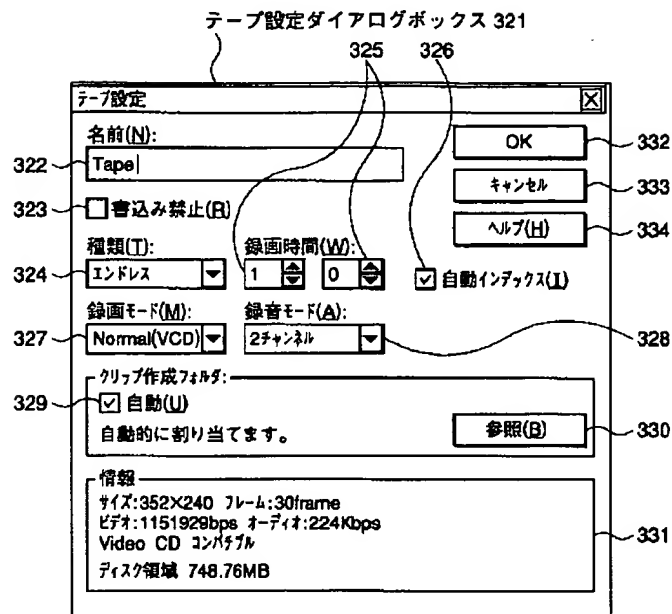 テープ設定ダイアログボックス 321
325 326
テープ設定
名前(N):
322 Tape
OK 332
キャンセル 333
323 書込み禁止(R)
ヘルプ(H) 334
種類(T): 録画時間(W):
324 エンドレス 1 0 自動インデックス(I)
録画モード(M): 録音モード(A):
327 Normal(VCD) 2チャンネル 328
クリップ作成フォルダ:
329 自動(U)
自動的に割り当てます。 参照(B) 330
情報
サイズ:352×240 フレーム:30frame
ビデオ:1151929bps オーディオ:224Kbps
Video CD コンパチブル
ディスク領域 748.76MB
331